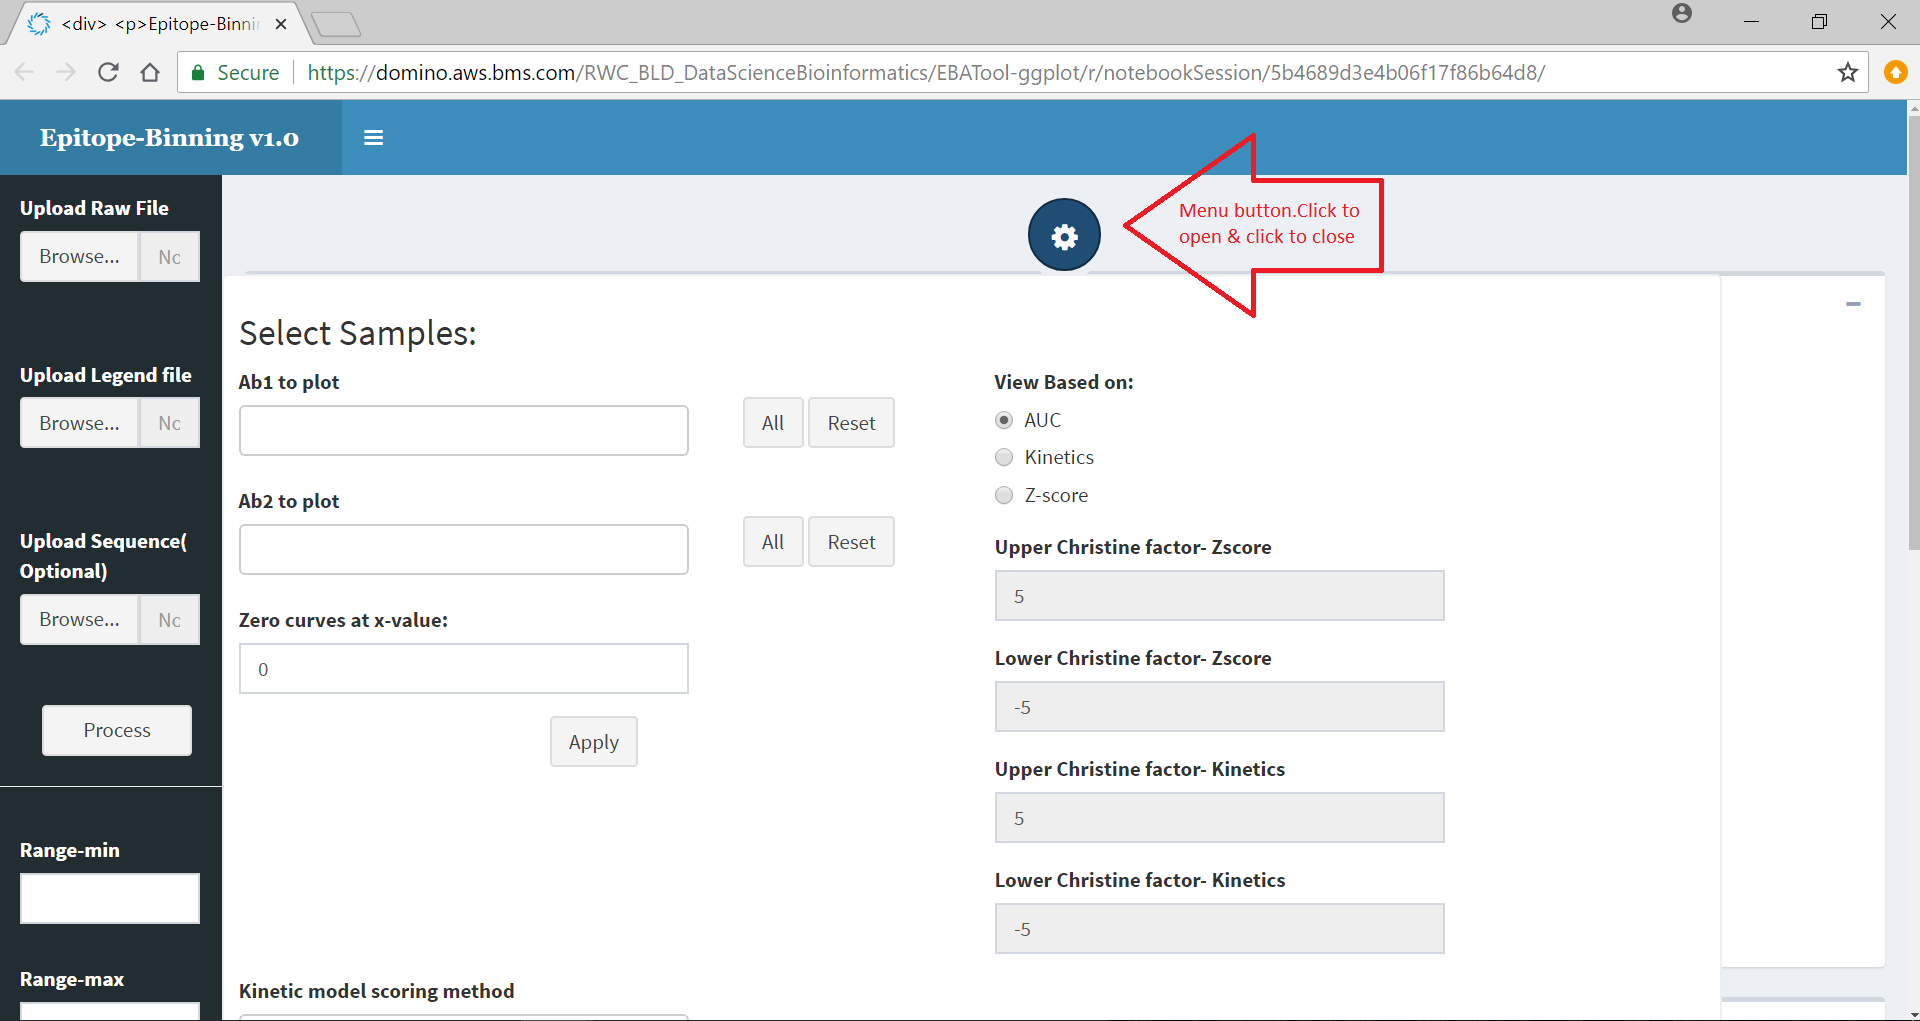 <div> <p>Epitope-Binni
Secure
https://domino.aws.bms.com/RWC_BLD_DataScienceBioinformatics/EBATool-ggplot/r/notebookSession/5b4689d3e4b06f17f86b64d8/
Epitope-Binning v1.0
Menu button.Click to
open & click to close
Upload Raw File
Browse... No
Upload Legend file
Browse... No
Upload Sequence(
Optional)
Browse... No
Process
Range-min
Range-max
Select Samples:
Ab1 to plot
All Reset
Ab2 to plot
All Reset
Zero curves at x-value:
0
Apply
Kinetic model scoring method
View Based on:
AUC
Kinetics
Z-score
Upper Christine factor- Zscore
5
Lower Christine factor- Zscore
-5
Upper Christine factor- Kinetics
5
Lower Christine factor- Kinetics
-5